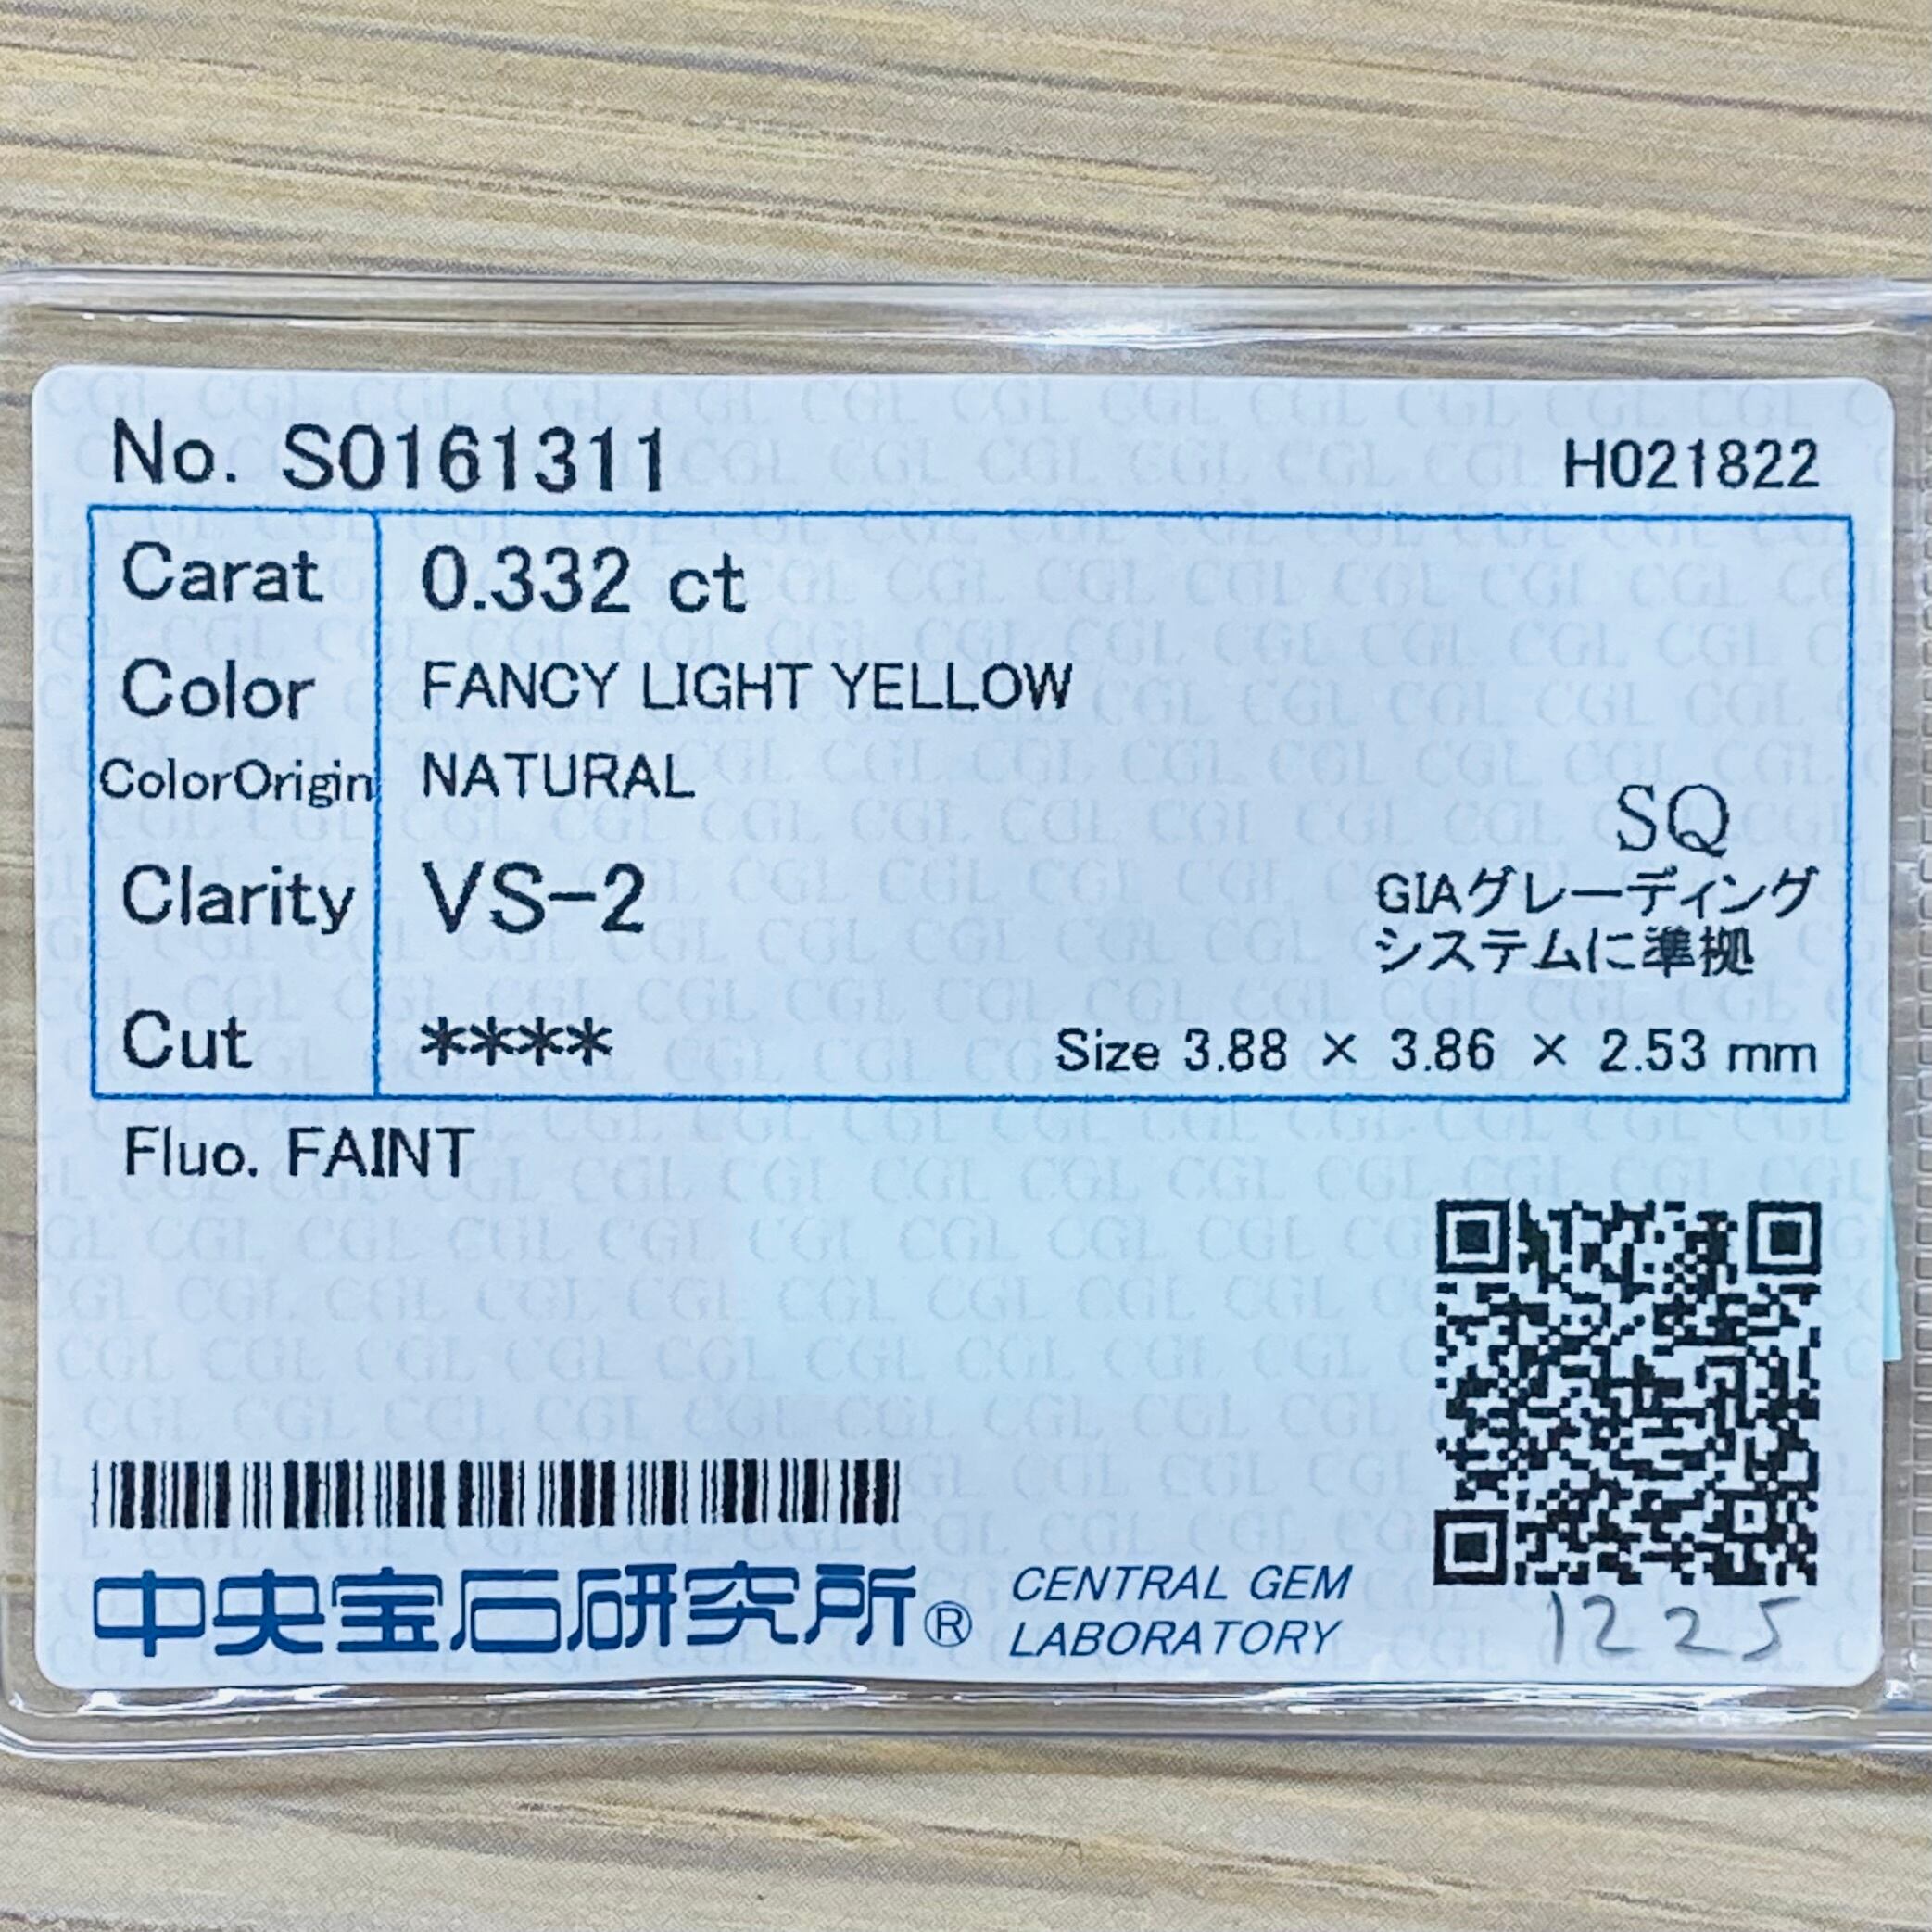 No. S0161311
H021822
Carat 0.332 ct
Color FANCY LIGHT YELLOW
ColorOrigin NATURAL
SQ
Clarity VS-2
GIAグレーディング
システムに準拠
Cut ****
Size 3.88 × 3.86 × 2.53 mm
Fluo. FAINT
中央宝石研究所®
CENTRAL GEM
LABORATORY
1225